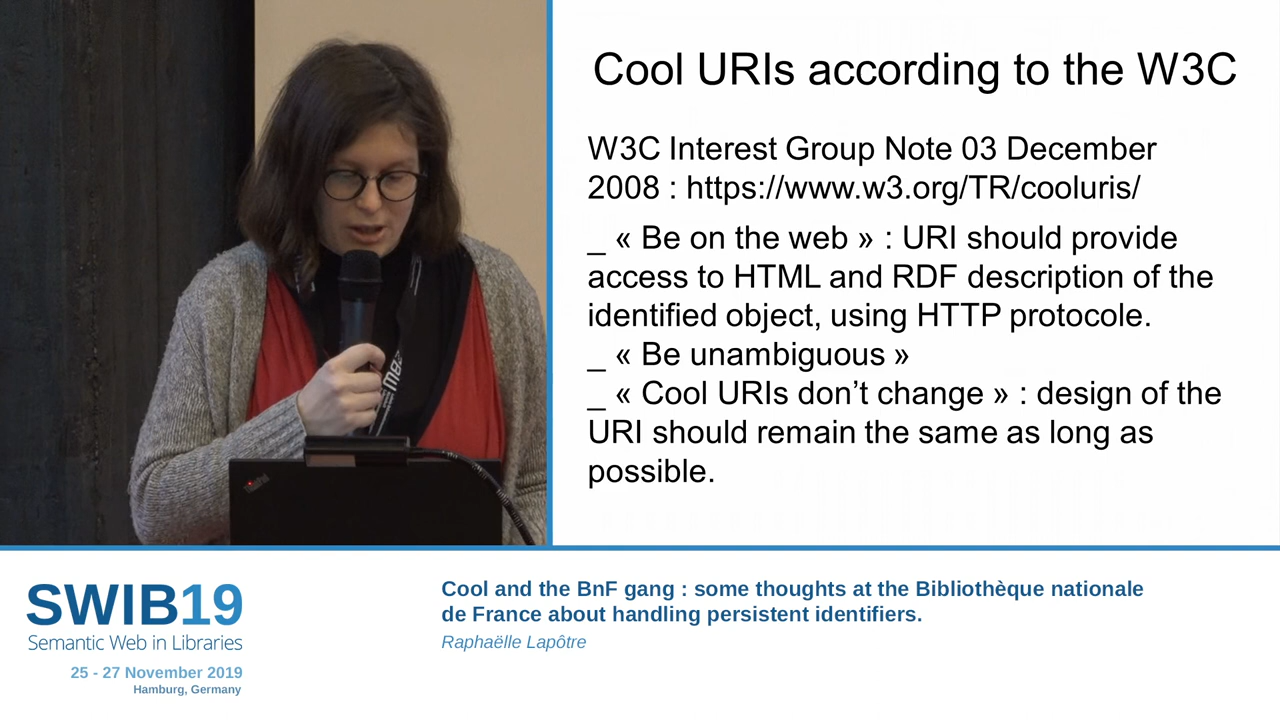 Cool URIs according to the W3C
W3C Interest Group Note 03 December
2008 : https://www.w3.org/TR/cooluris/
_ « Be on the web » : URI should provide
access to HTML and RDF description of the
identified object, using HTTP protocole.
_ « Be unambiguous »
_ « Cool URIs don’t change » : design of the
URI should remain the same as long as
possible.
SWIB19
Semantic Web in Libraries
25 - 27 November 2019
Hamburg, Germany
Cool and the BnF gang : some thoughts at the Bibliothèque nationale
de France about handling persistent identifiers.
Raphaëlle Lapôtre